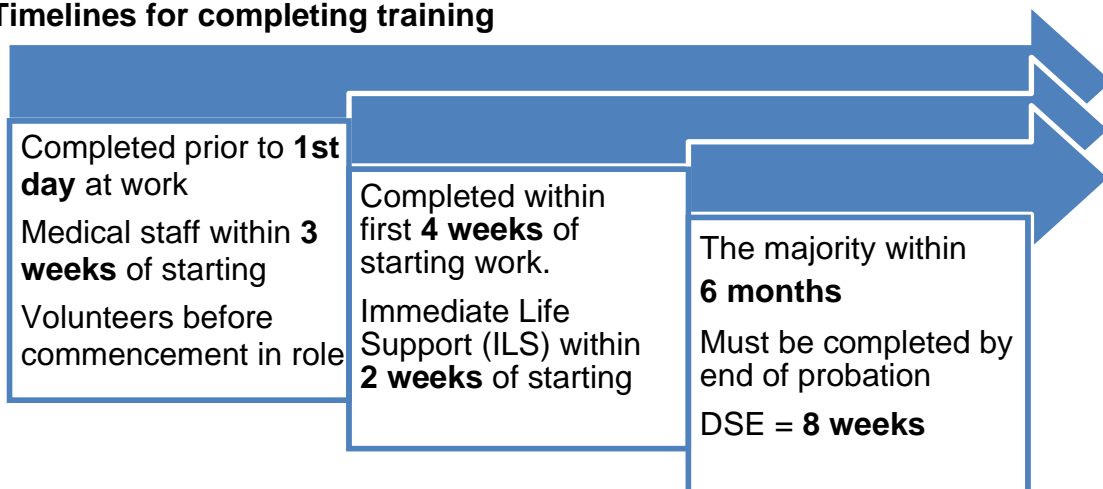 Timelines for completing training
Completed prior to 1st
day at work
Medical staff within 3
weeks of starting
Volunteers before
commencement in role
Completed within
first 4 weeks of
starting work.
Immediate Life
Support (ILS) within
2 weeks of starting
The majority within
6 months
Must be completed by
end of probation
DSE = 8 weeks